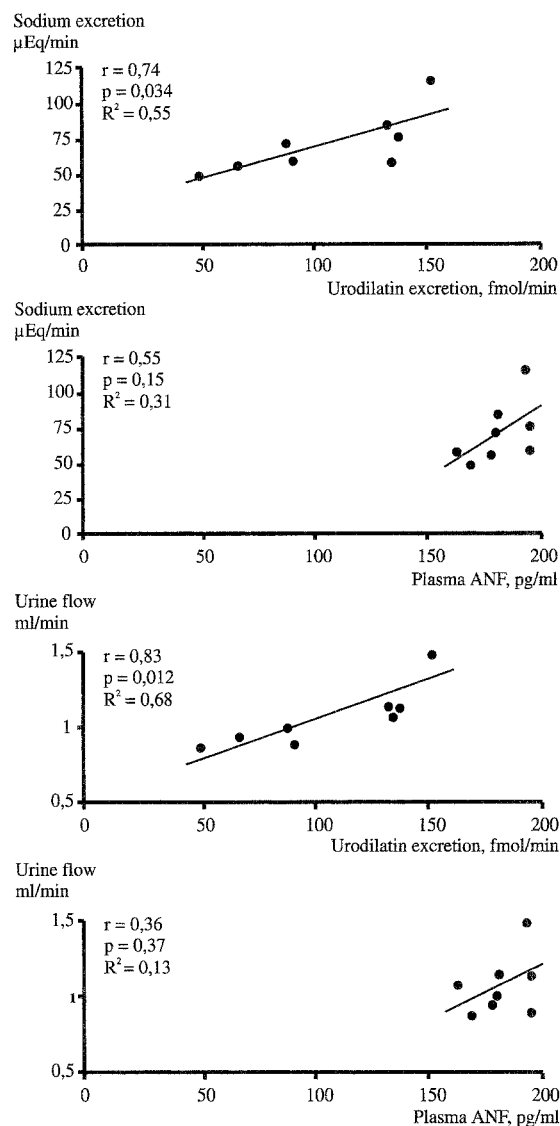 Sodium excretion
µEq/min
125
100
75
50
25
0
r = 0,74
p = 0,034
R² = 0,55
0 50 100 150 200
Urodilatin excretion, fmol/min
Sodium excretion
µEq/min
125
100
75
50
25
0
r = 0,55
p = 0,15
R² = 0,31
0 50 100 150 200
Plasma ANF, pg/ml
Urine flow
ml/min
1,5
1
0,5
r = 0,83
p = 0,012
R² = 0,68
0 50 100 150 200
Urodilatin excretion, fmol/min
Urine flow
ml/min
1,5
1
0,5
r = 0,36
p = 0,37
R² = 0,13
0 50 100 150 200
Plasma ANF, pg/ml